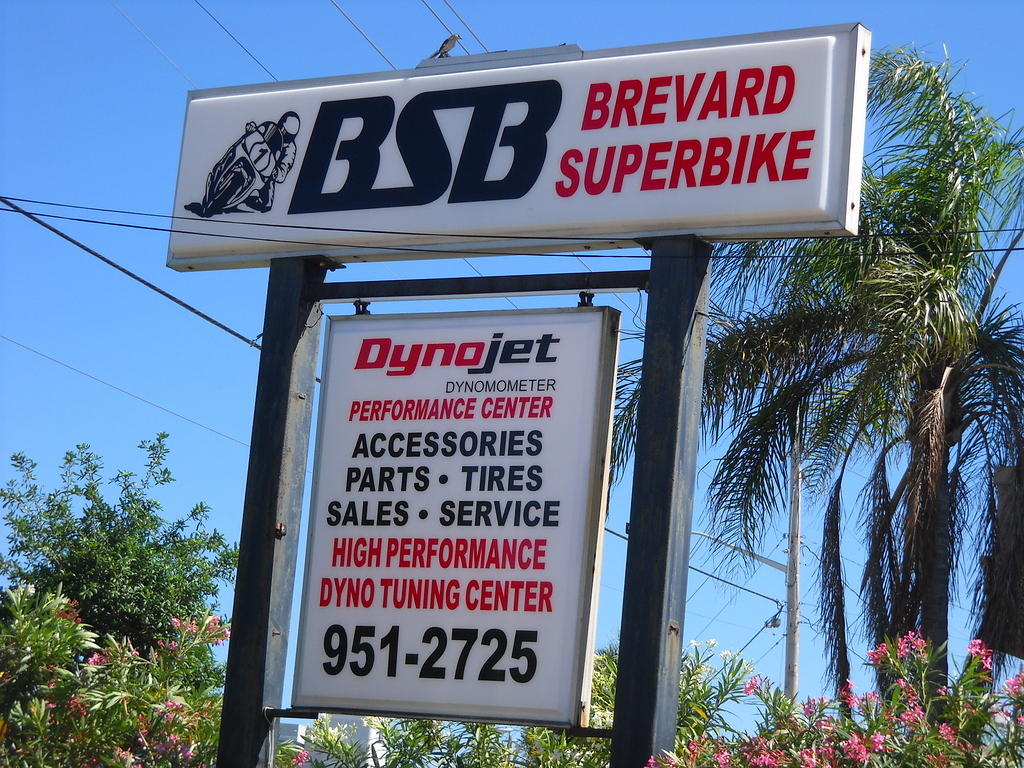 BSB
BREVARD
SUPERBIKE
Dynojet
DYNOMOMETER
PERFORMANCE CENTER
ACCESSORIES
PARTS • TIRES
SALES • SERVICE
HIGH PERFORMANCE
DYNO TUNING CENTER
951-2725